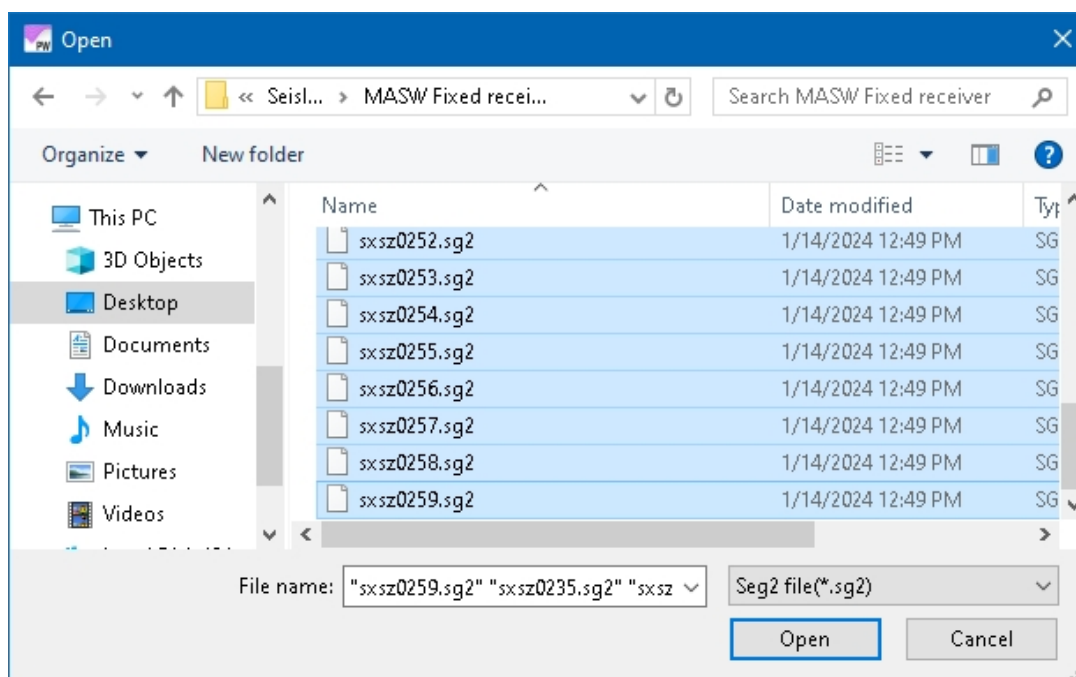 PW Open
« Seisl... › MASW Fixed recei...
Search MASW Fixed receiver
Organize
New folder
?
Name
Date modified
This PC
3D Objects
Desktop
Documents
Downloads
Music
Pictures
Videos
sxsz0252.sg2 1/14/2024 12:49 PM SG
sxsz0253.sg2 1/14/2024 12:49 PM SG
sxsz0254.sg2 1/14/2024 12:49 PM SG
sxsz0255.sg2 1/14/2024 12:49 PM SG
sxsz0256.sg2 1/14/2024 12:49 PM SG
sxsz0257.sg2 1/14/2024 12:49 PM SG
sxsz0258.sg2 1/14/2024 12:49 PM SG
sxsz0259.sg2 1/14/2024 12:49 PM SG
File name: "sxsz0259.sg2" "sxsz0235.sg2" "sxsz
Seg2 file(*.sg2)
Open
Cancel